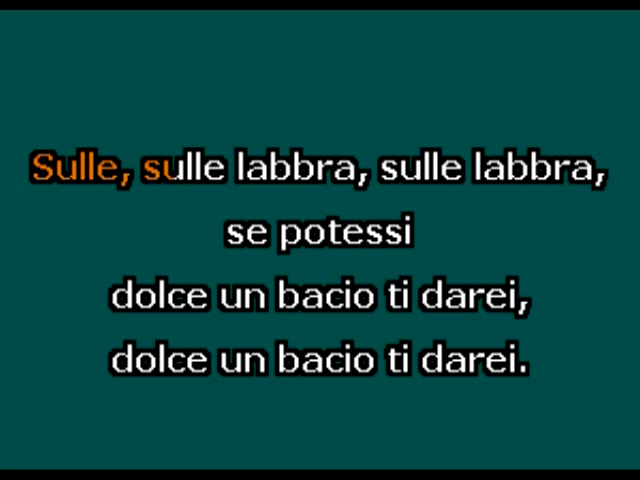 Sulle, sulle labbra, sulle labbra,
se potessi
dolce un bacio ti darei,
dolce un bacio ti darei.